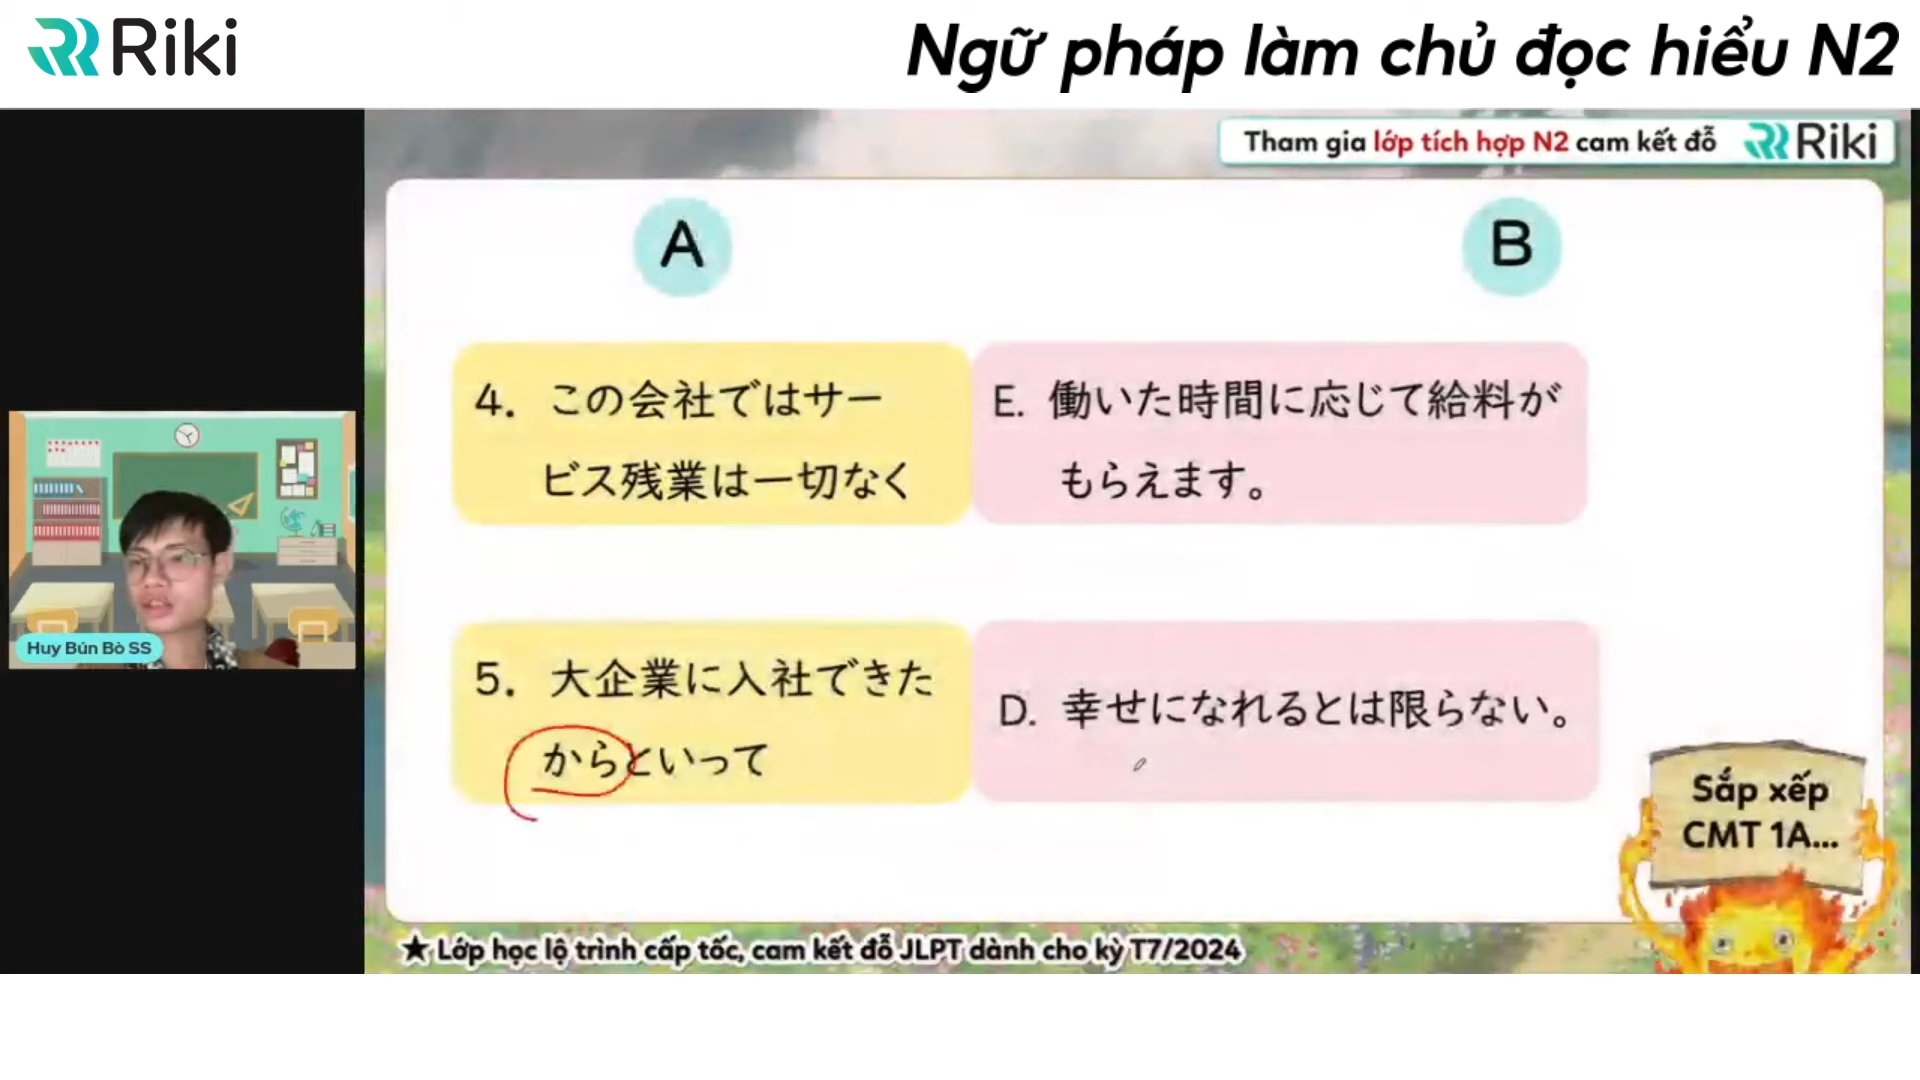 Riki
Ngữ pháp làm chủ đọc hiểu N2
Tham gia lớp tích hợp N2 cam kết đỗ Riki
A
B
4. この会社ではサー
ビス残業は一切なく
E. 働いた時間に応じて給料が
もらえます。
5. 大企業に入社できた
からといって
D. 幸せになれるとは限らない。
Huy Bún Bò SS
Sắp xếp
CMT 1A...
★ Lớp học lộ trình cấp tốc, cam kết đỗ JLPT dành cho kỳ T7/2024